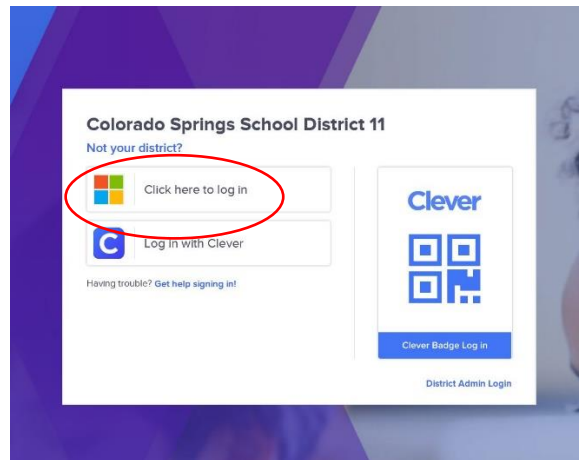 Colorado Springs School District 11
Not your district?
Click here to log in
Log in with Clever
Having trouble? Get help signing in!
Clever
Clever Badge Log in
District Admin Login